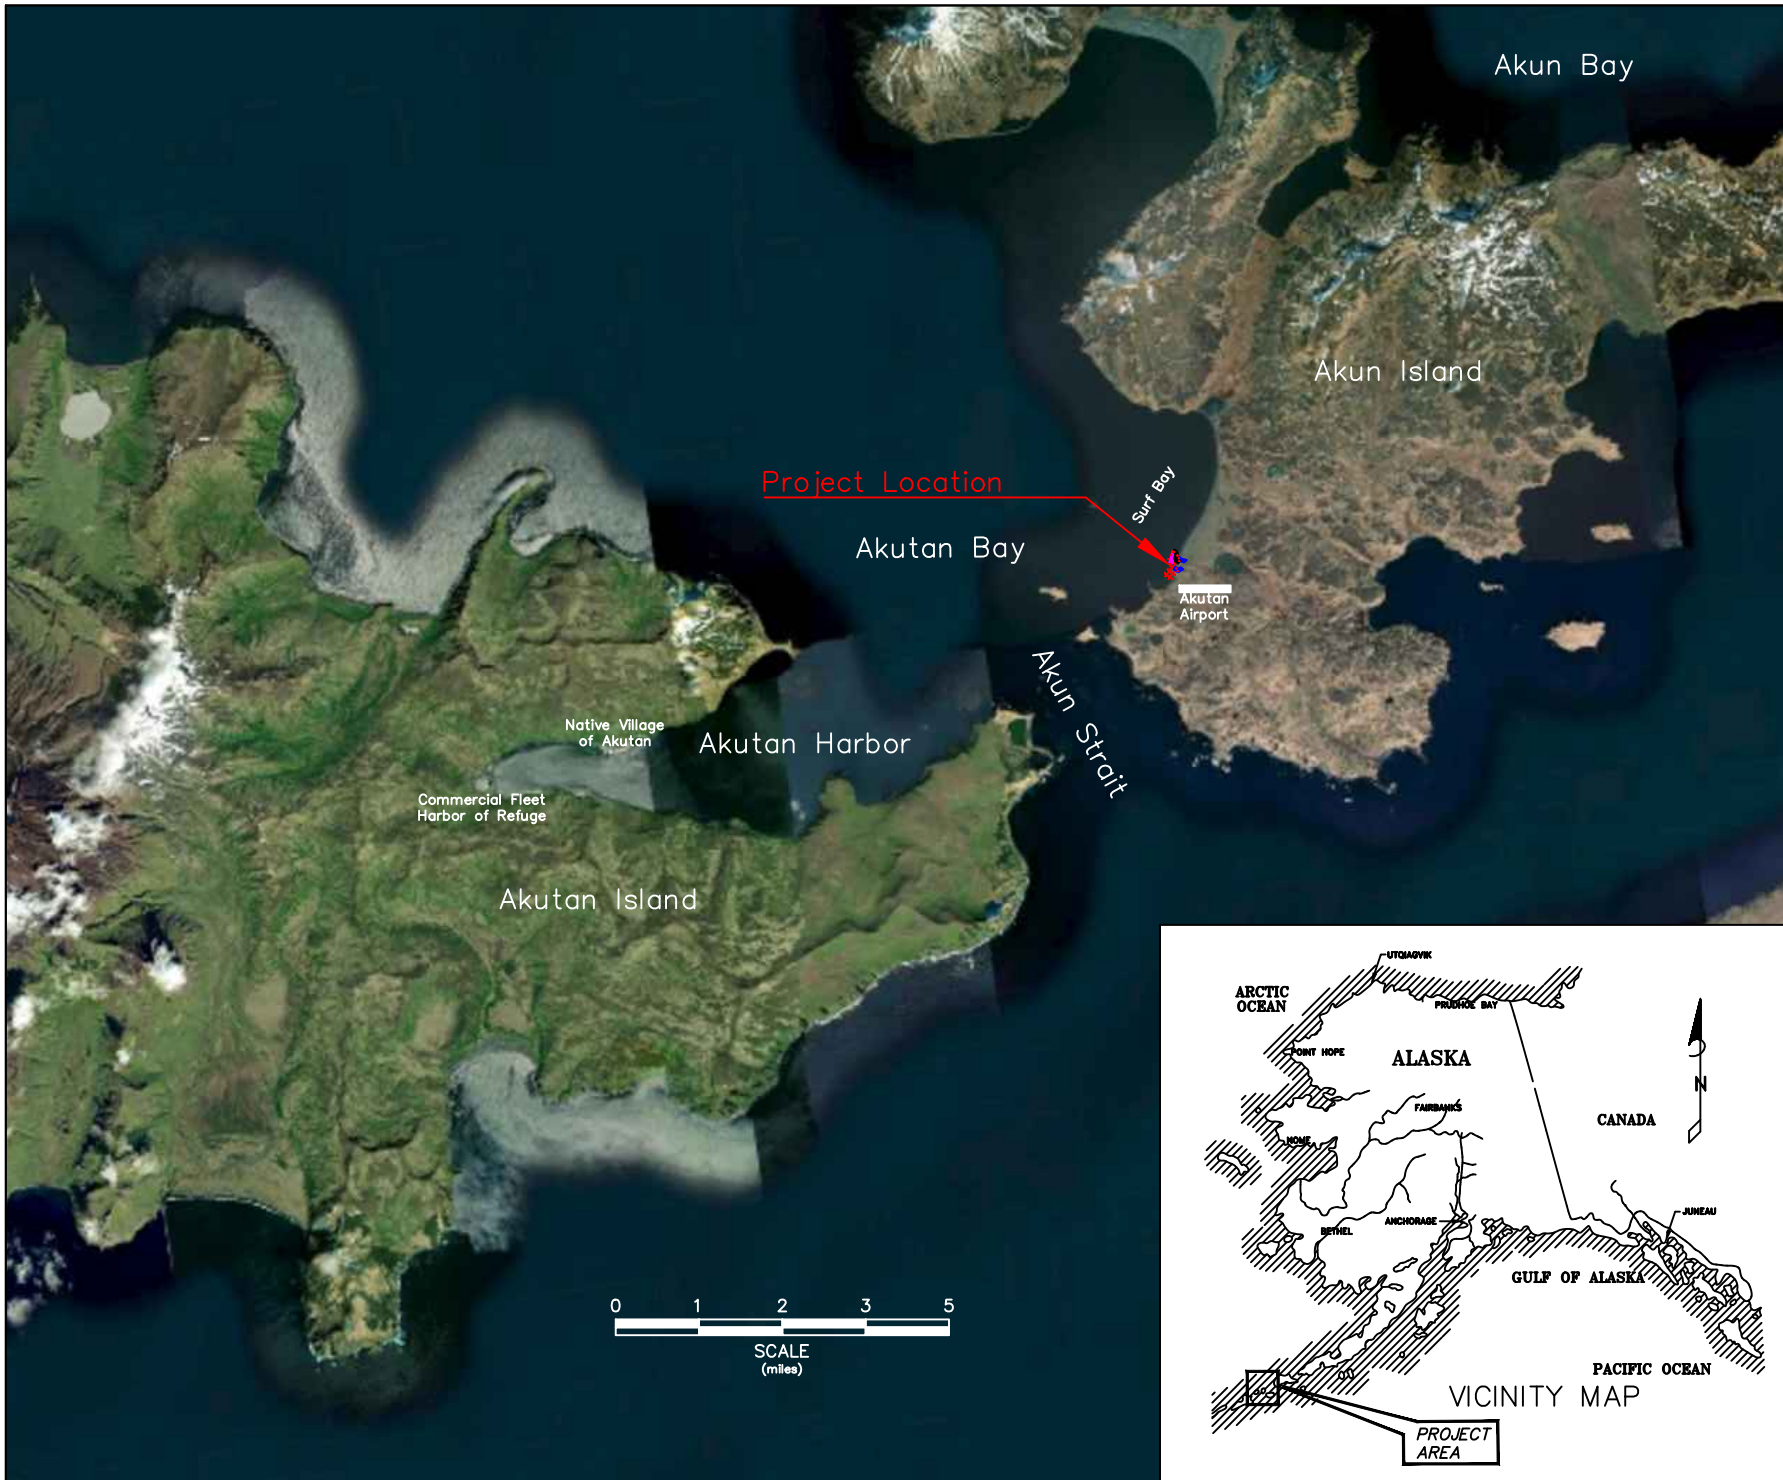 Akun Bay
Akun Island
Project Location
Surf Bay
Akutan Bay
Akutan
Airport
Akun Strait
Native Village
of Akutan
Akutan Harbor
Commercial Fleet
Harbor of Refuge
Akutan Island
0 1 2 3 5
SCALE
(miles)
UTQIAGVIK
ARCTIC
OCEAN
PRUDHOE BAY
POINT HOPE
ALASKA
N
FAIRBANKS
CANADA
NOME
JUNEAU
ANCHORAGE
BETHEL
GULF OF ALASKA
PACIFIC OCEAN
VICINITY MAP
PROJECT
AREA